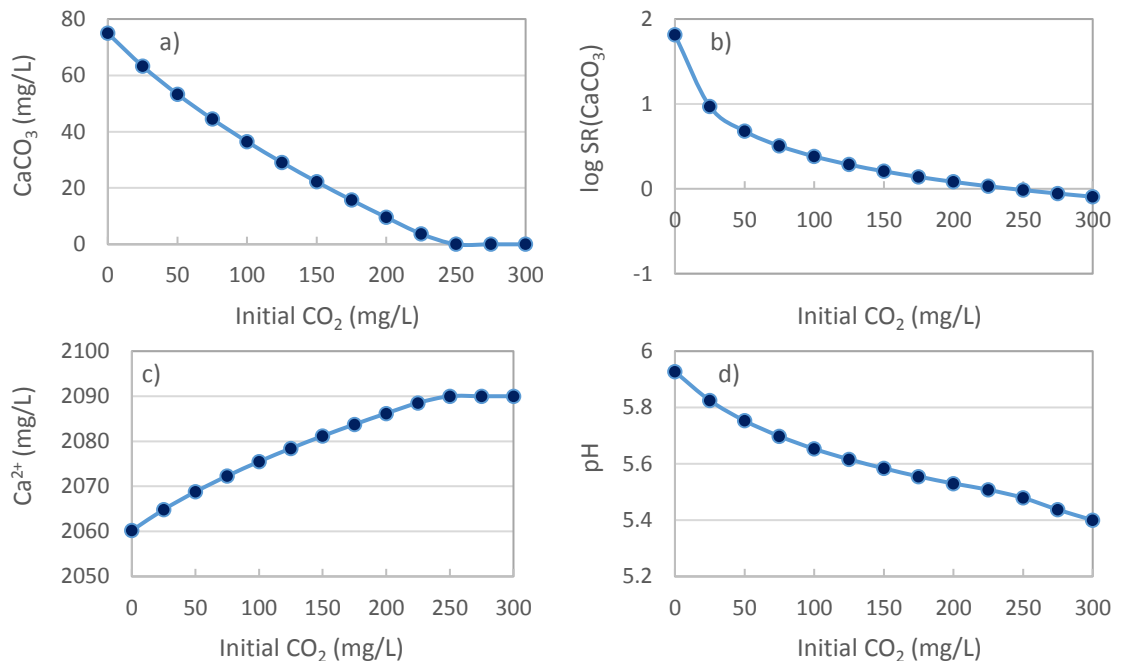 a)
CaCO₃ (mg/L)
80
60
40
20
0
0 50 100 150 200 250 300
Initial CO₂ (mg/L)
b)
log SR(CaCO₃)
2
1
0
-1
0 50 100 150 200 250 300
Initial CO₂ (mg/L)
c)
Ca²⁺ (mg/L)
2100
2090
2080
2070
2060
2050
0 50 100 150 200 250 300
Initial CO₂ (mg/L)
d)
pH
6
5.8
5.6
5.4
5.2
0 50 100 150 200 250 300
Initial CO₂ (mg/L)